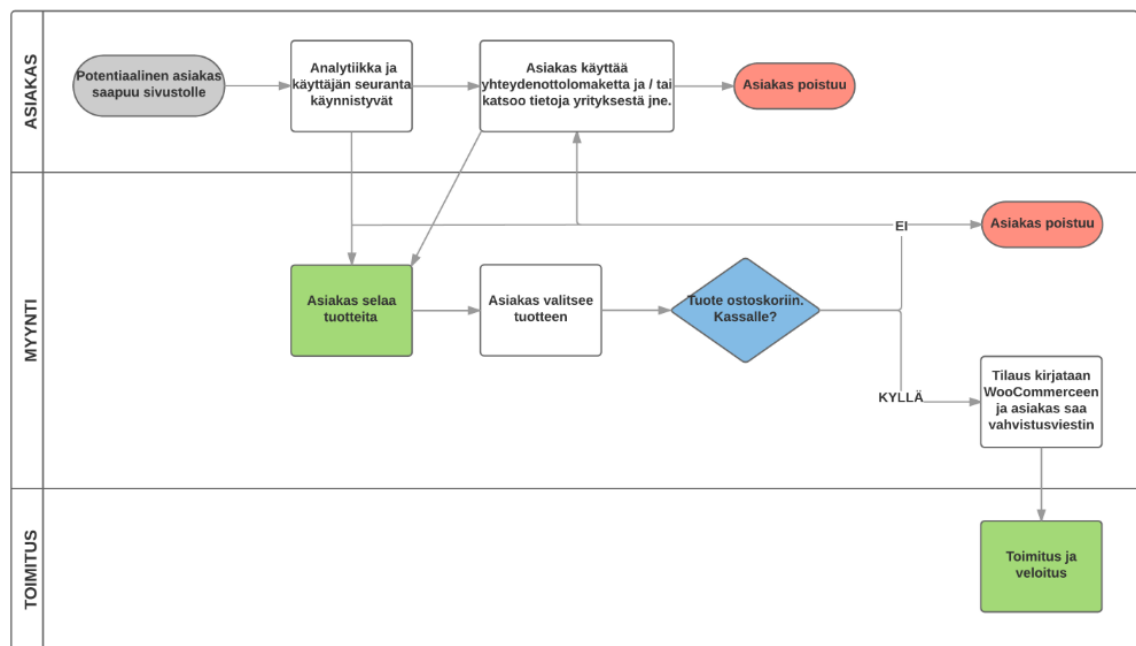 ASIAKAS
Potentiaalinen asiakas
saapuu sivustolle
Analytiikka ja
käyttäjän seuranta
käynnistyvät
Asiakas käyttää
yhteydenottolomaketta ja / tai
katsoo tietoja yrityksestä jne.
Asiakas poistuu
MYYNTI
EI
Asiakas poistuu
Asiakas selaa
tuotteita
Asiakas valitsee
tuotteen
Tuote ostoskoriin.
Kassalle?
KYLLÄ
Tilaus kirjataan
WooCommerceen
ja asiakas saa
vahvistusviestin
TOIMITUS
Toimitus ja
veloitus